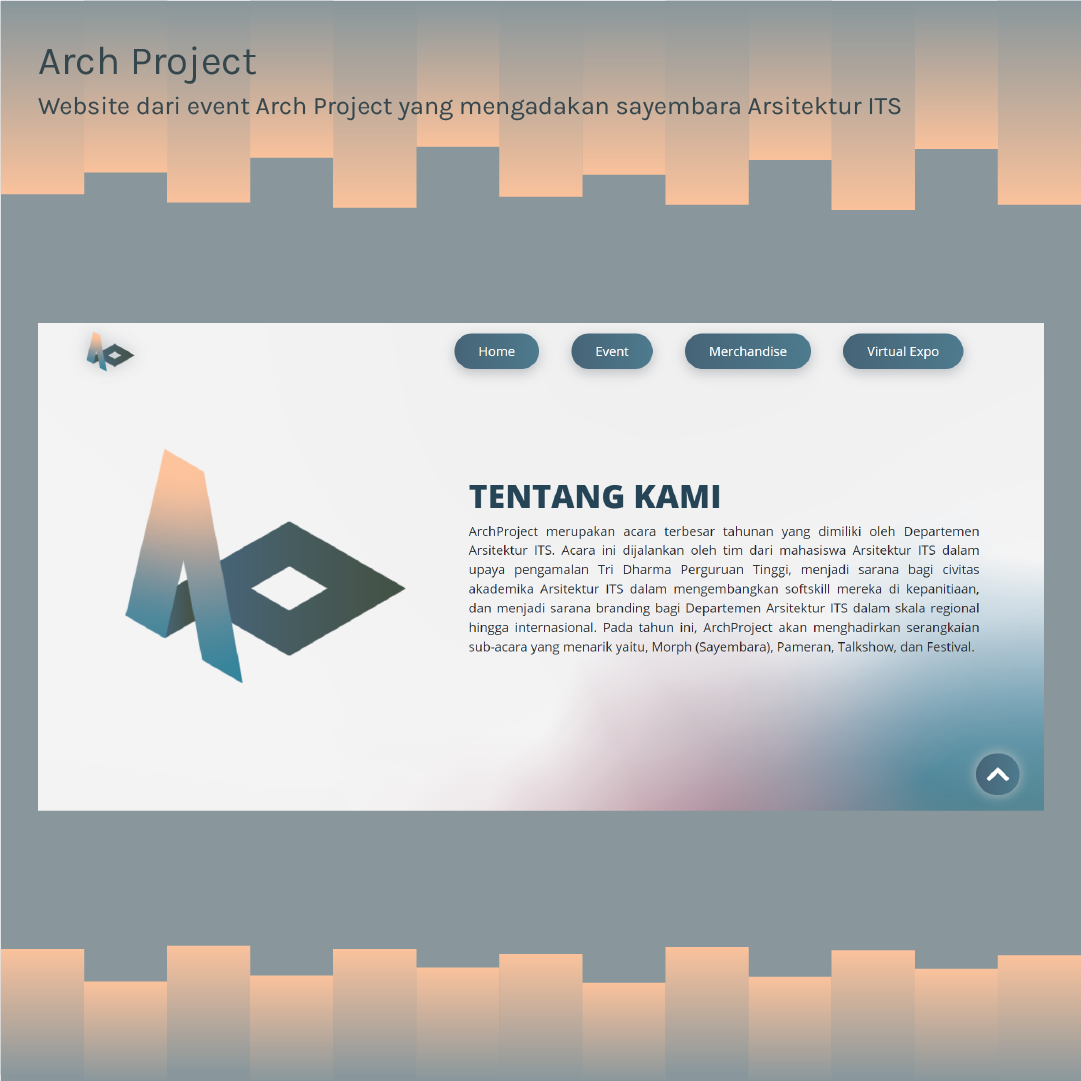 Arch Project
Website dari event Arch Project yang mengadakan sayembara Arsitektur ITS
Home Event Merchandise Virtual Expo
TENTANG KAMI
ArchProject merupakan acara terbesar tahunan yang dimiliki oleh Departemen
Arsitektur ITS. Acara ini dijalankan oleh tim dari mahasiswa Arsitektur ITS dalam
upaya pengamalan Tri Dharma Perguruan Tinggi, menjadi sarana bagi civitas
akademika Arsitektur ITS dalam mengembangkan softskill mereka di kepanitiaan,
dan menjadi sarana branding bagi Departemen Arsitektur ITS dalam skala regional
hingga internasional. Pada tahun ini, ArchProject akan menghadirkan serangkaian
sub-acara yang menarik yaitu, Morph (Sayembara), Pameran, Talkshow, dan Festival.